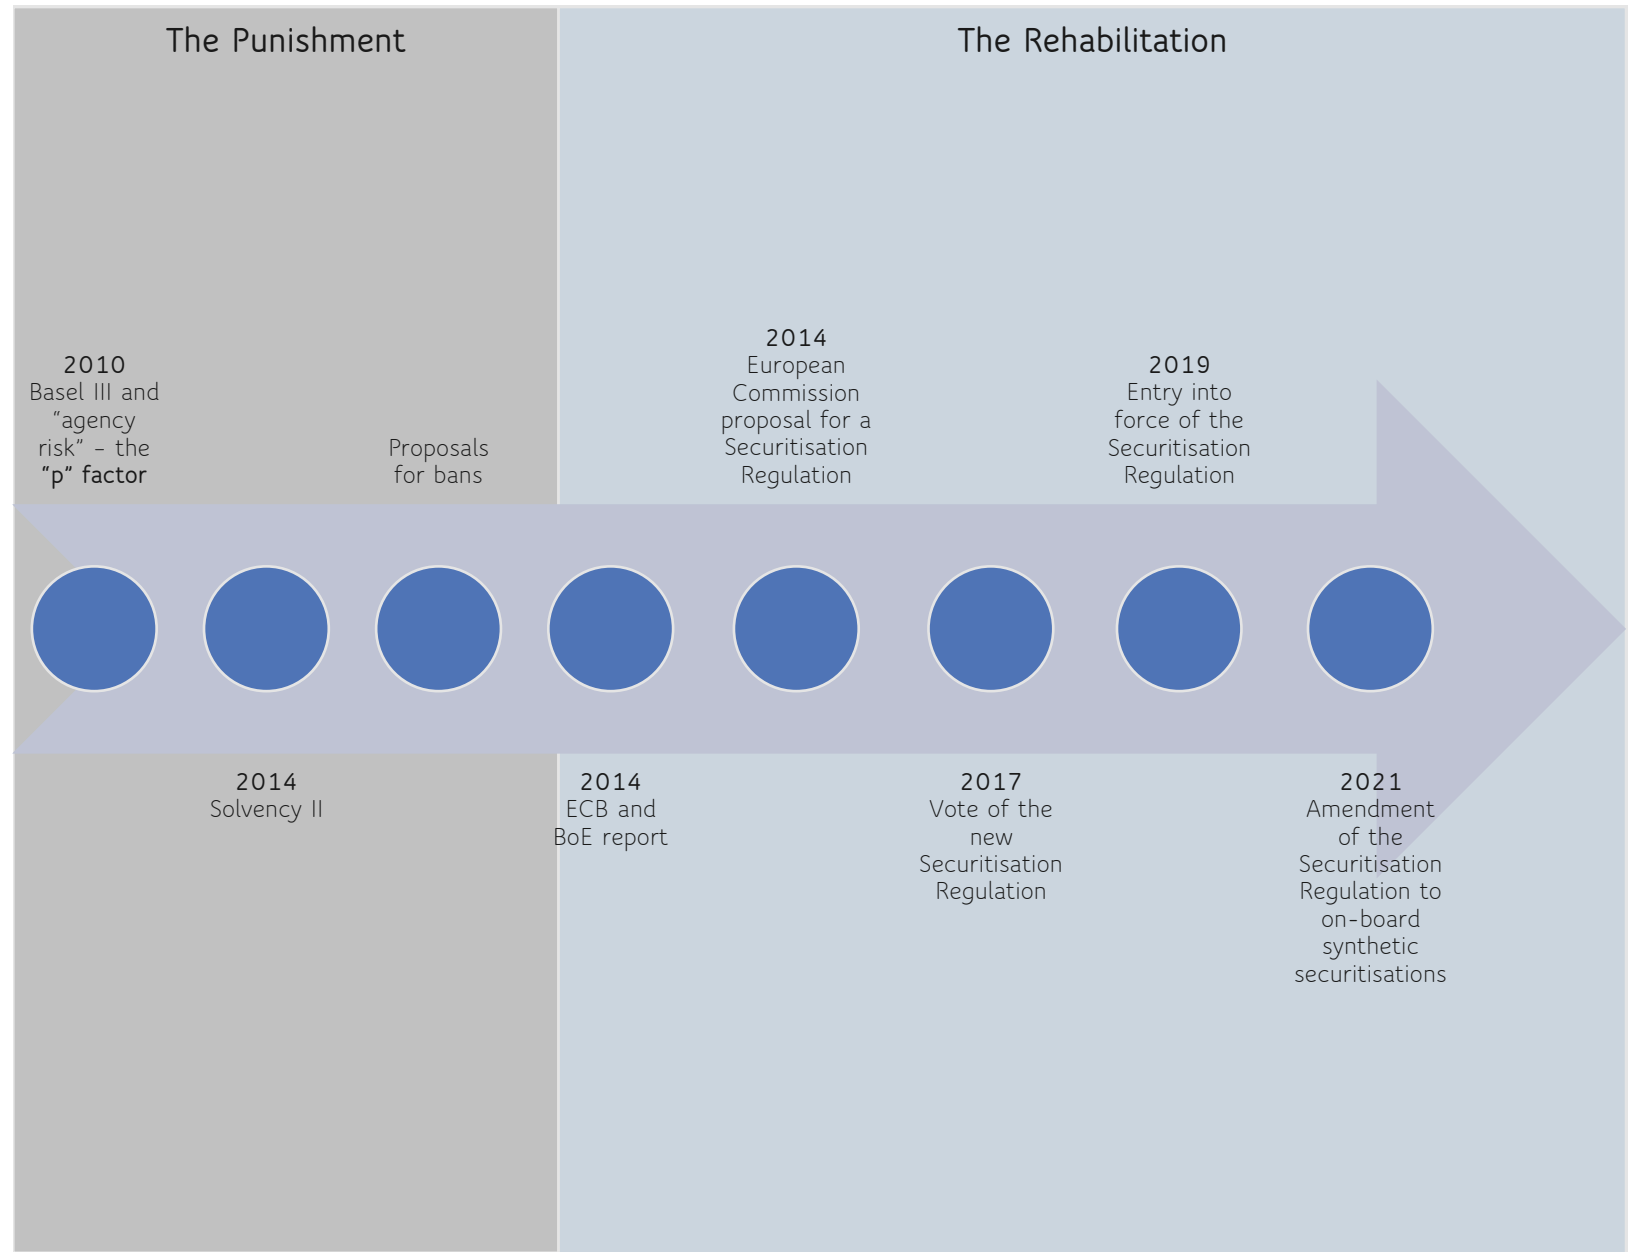 The Punishment
The Rehabilitation
2010
Basel III and
“agency
risk” – the
“p” factor
2014
Solvency II
Proposals
for bans
2014
ECB and
BoE report
2014
European
Commission
proposal for a
Securitisation
Regulation
2017
Vote of the
new
Securitisation
Regulation
2019
Entry into
force of the
Securitisation
Regulation
2021
Amendment
of the
Securitisation
Regulation to
on-board
synthetic
securitisations